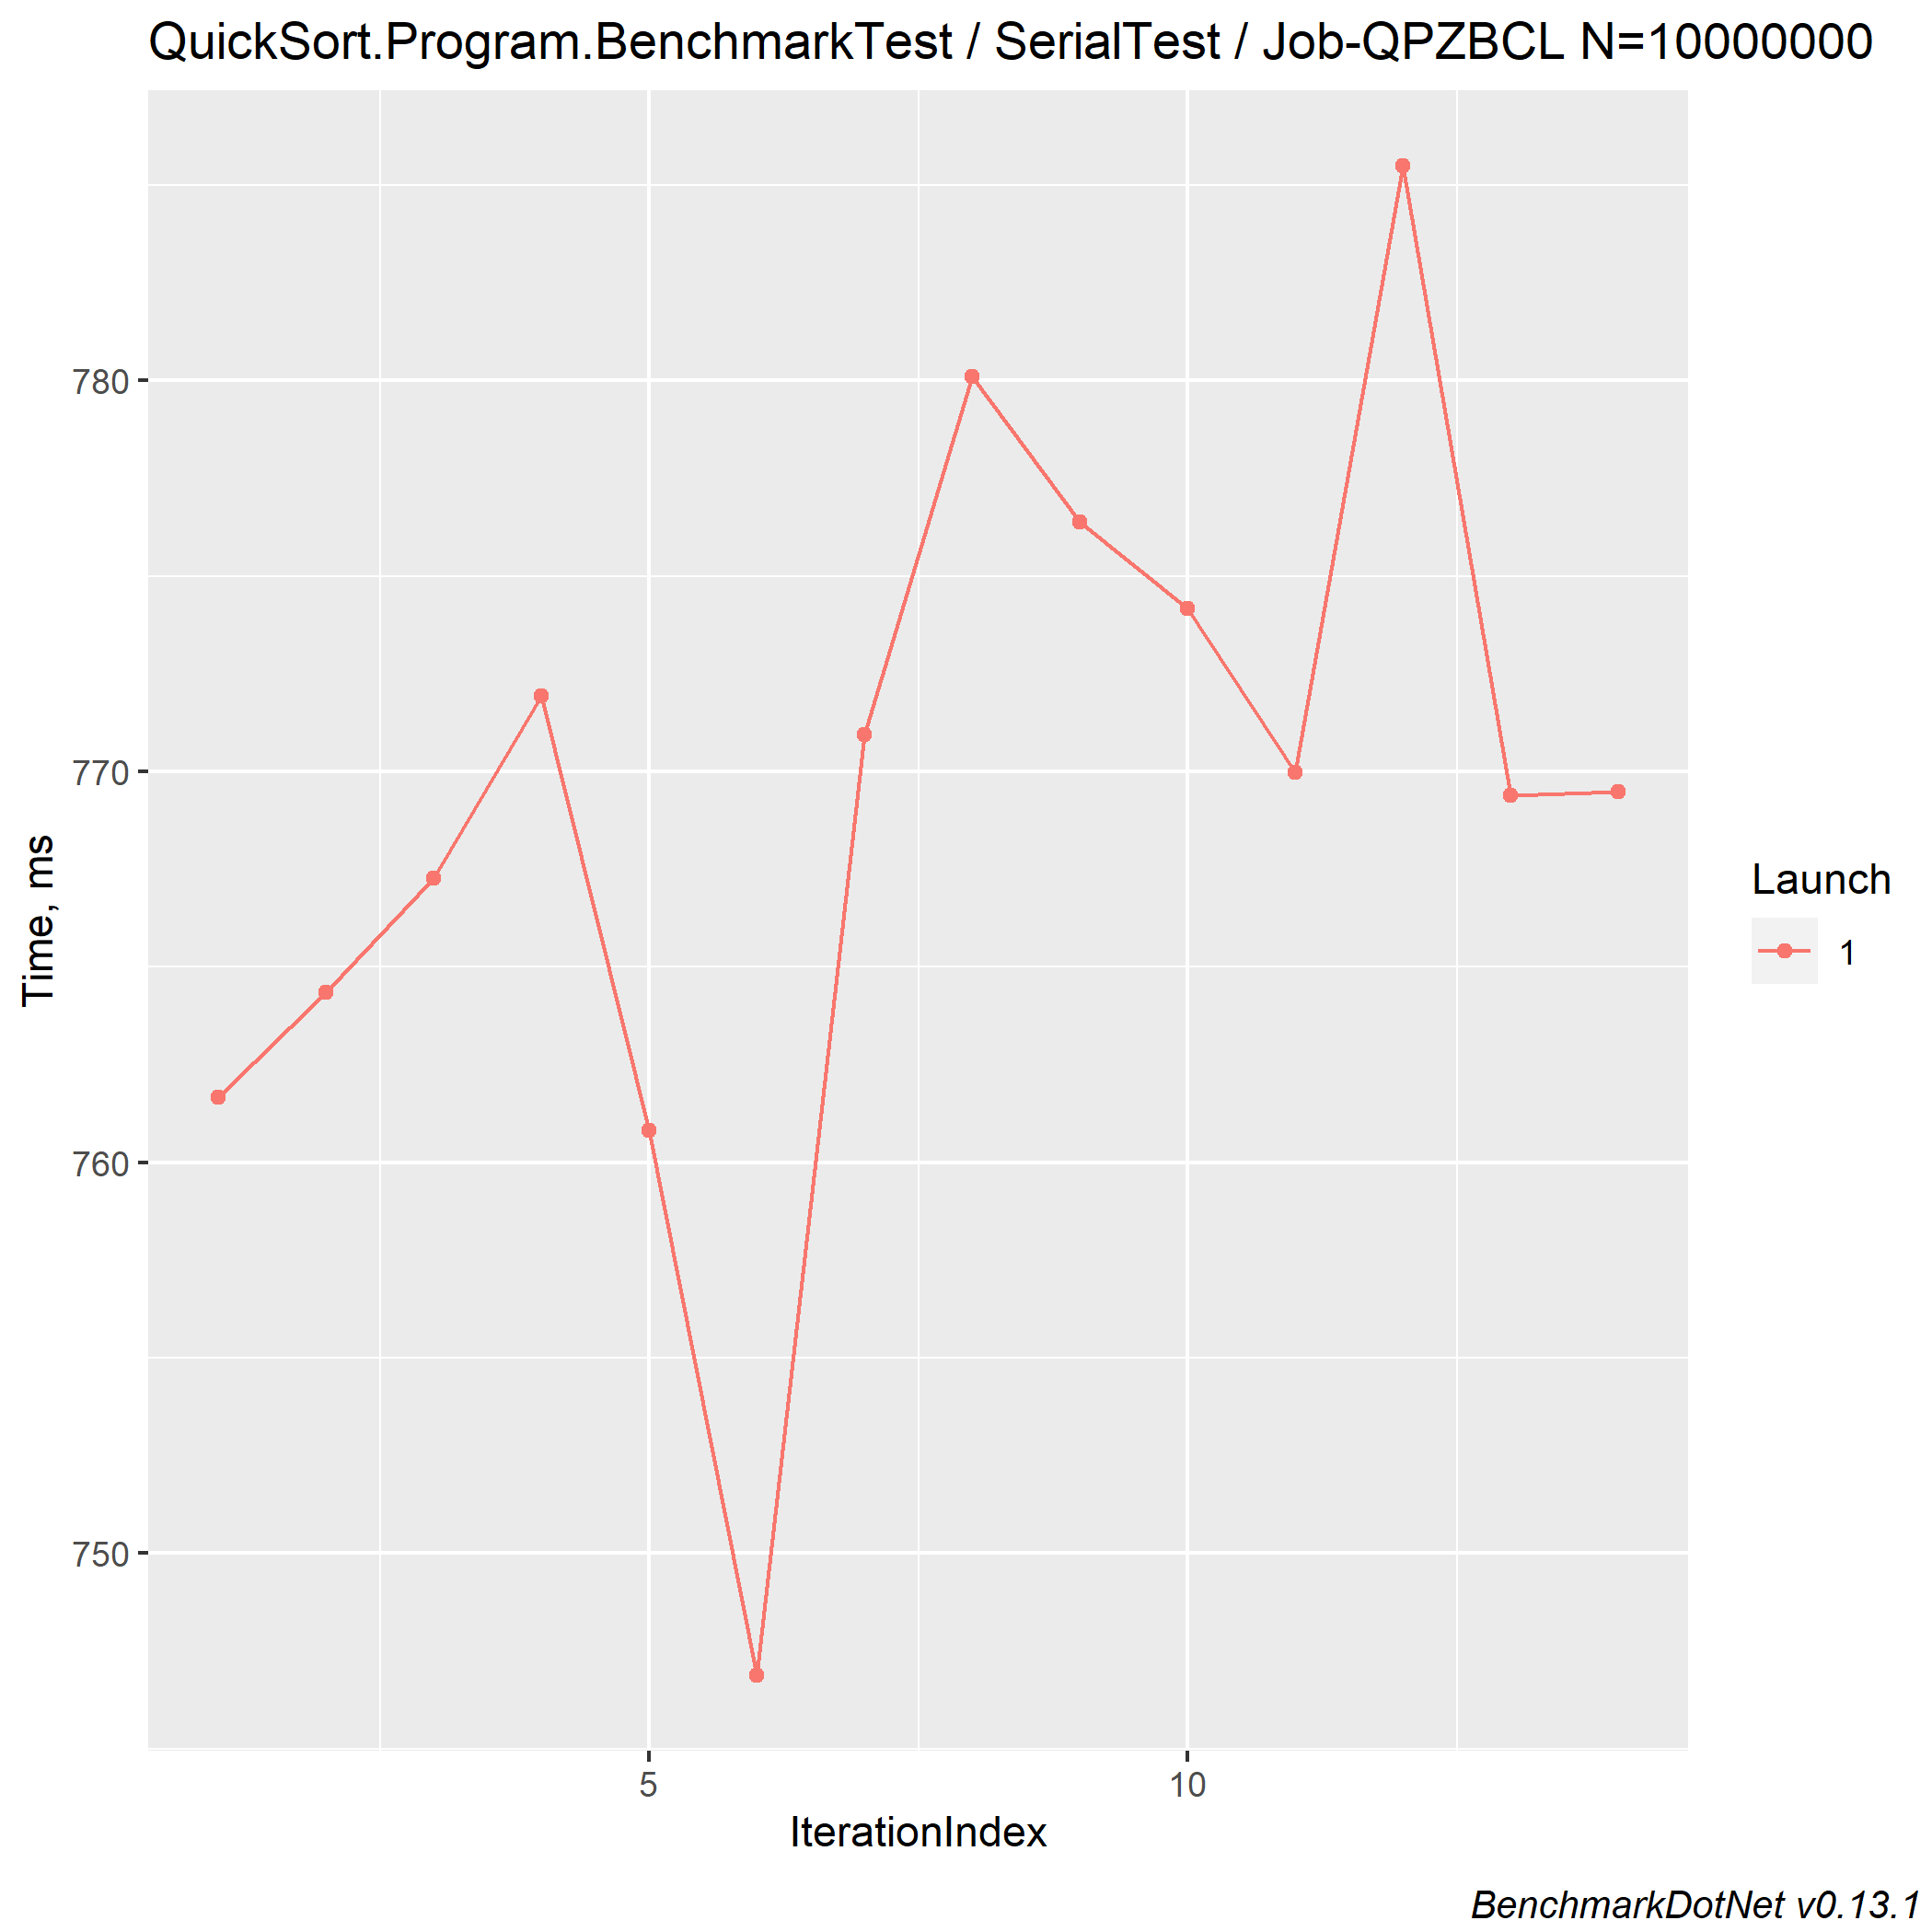 QuickSort.Program.BenchmarkTest / SerialTest / Job-QPZBCL N=10000000
780
770
760
750
Time, ms
5
10
IterationIndex
Launch
1
BenchmarkDotNet v0.13.1